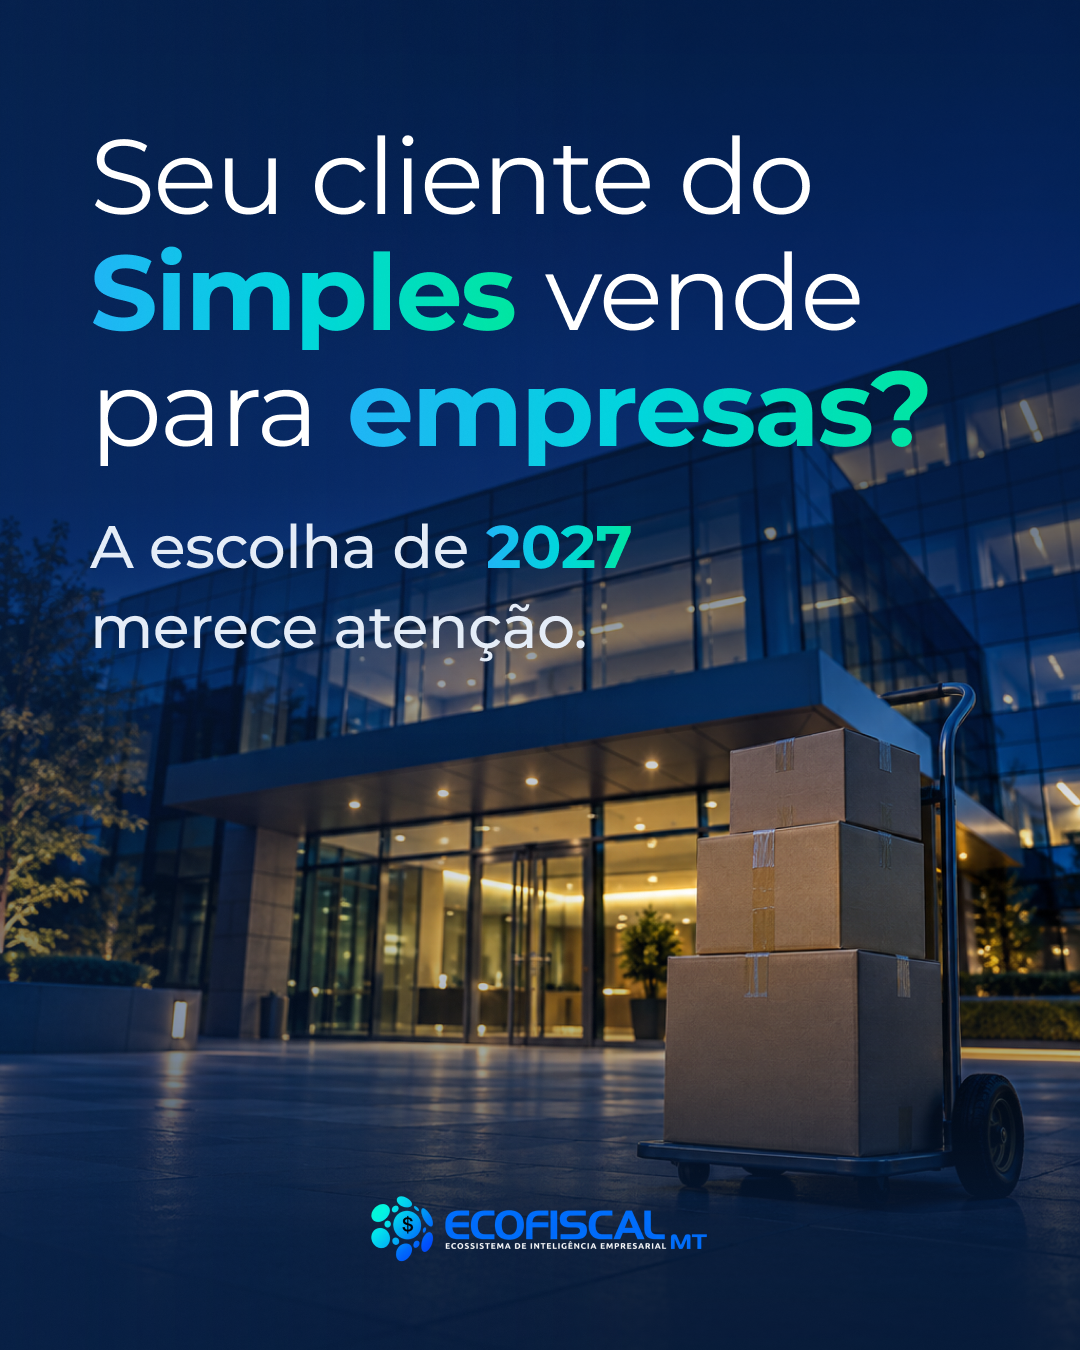 Seu cliente do
Simples vende
para empresas?
A escolha de 2027
merece atenção.
$
ECOFISCAL
ECOSSISTEMA DE INTELIGÊNCIA EMPRESARIAL MT